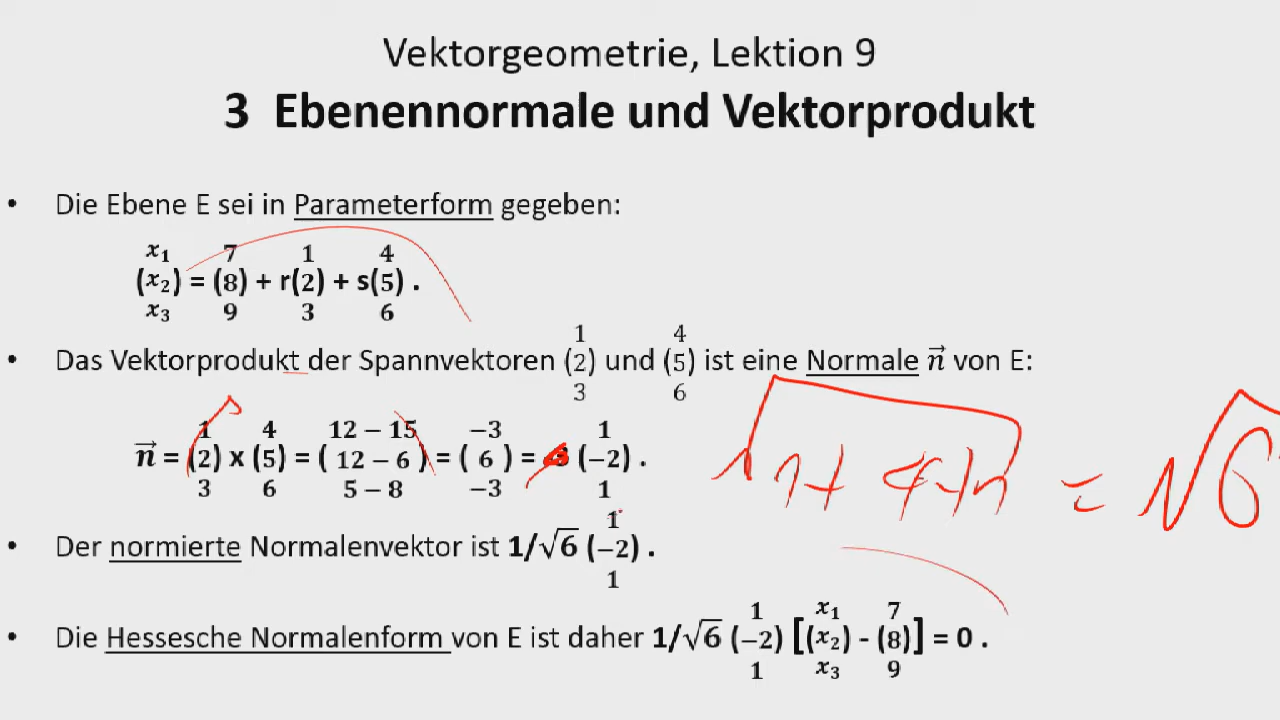 Vektorgeometrie, Lektion 9
3 Ebenennormale und Vektorprodukt
• Die Ebene E sei in Parameterform gegeben:
x₁ 7 1 4
(x₂) = (8) + r(2) + s(5) .
x₃ 9 3 6
1 4
• Das Vektorprodukt der Spannvektoren (2) und (5) ist eine Normale n⃗ von E:
3 6
1 4 12 − 15 −3 1
n⃗ = (2) x (5) = ( 12 − 6 ) = ( 6 ) = (−2) .
3 6 5 − 8 −3 1
√1+4+1 = √6
1
• Der normierte Normalenvektor ist 1/√6 (−2) .
1
1 x₁ 7
• Die Hessesche Normalenform von E ist daher 1/√6 (−2) [(x₂) - (8)] = 0 .
1 x₃ 9